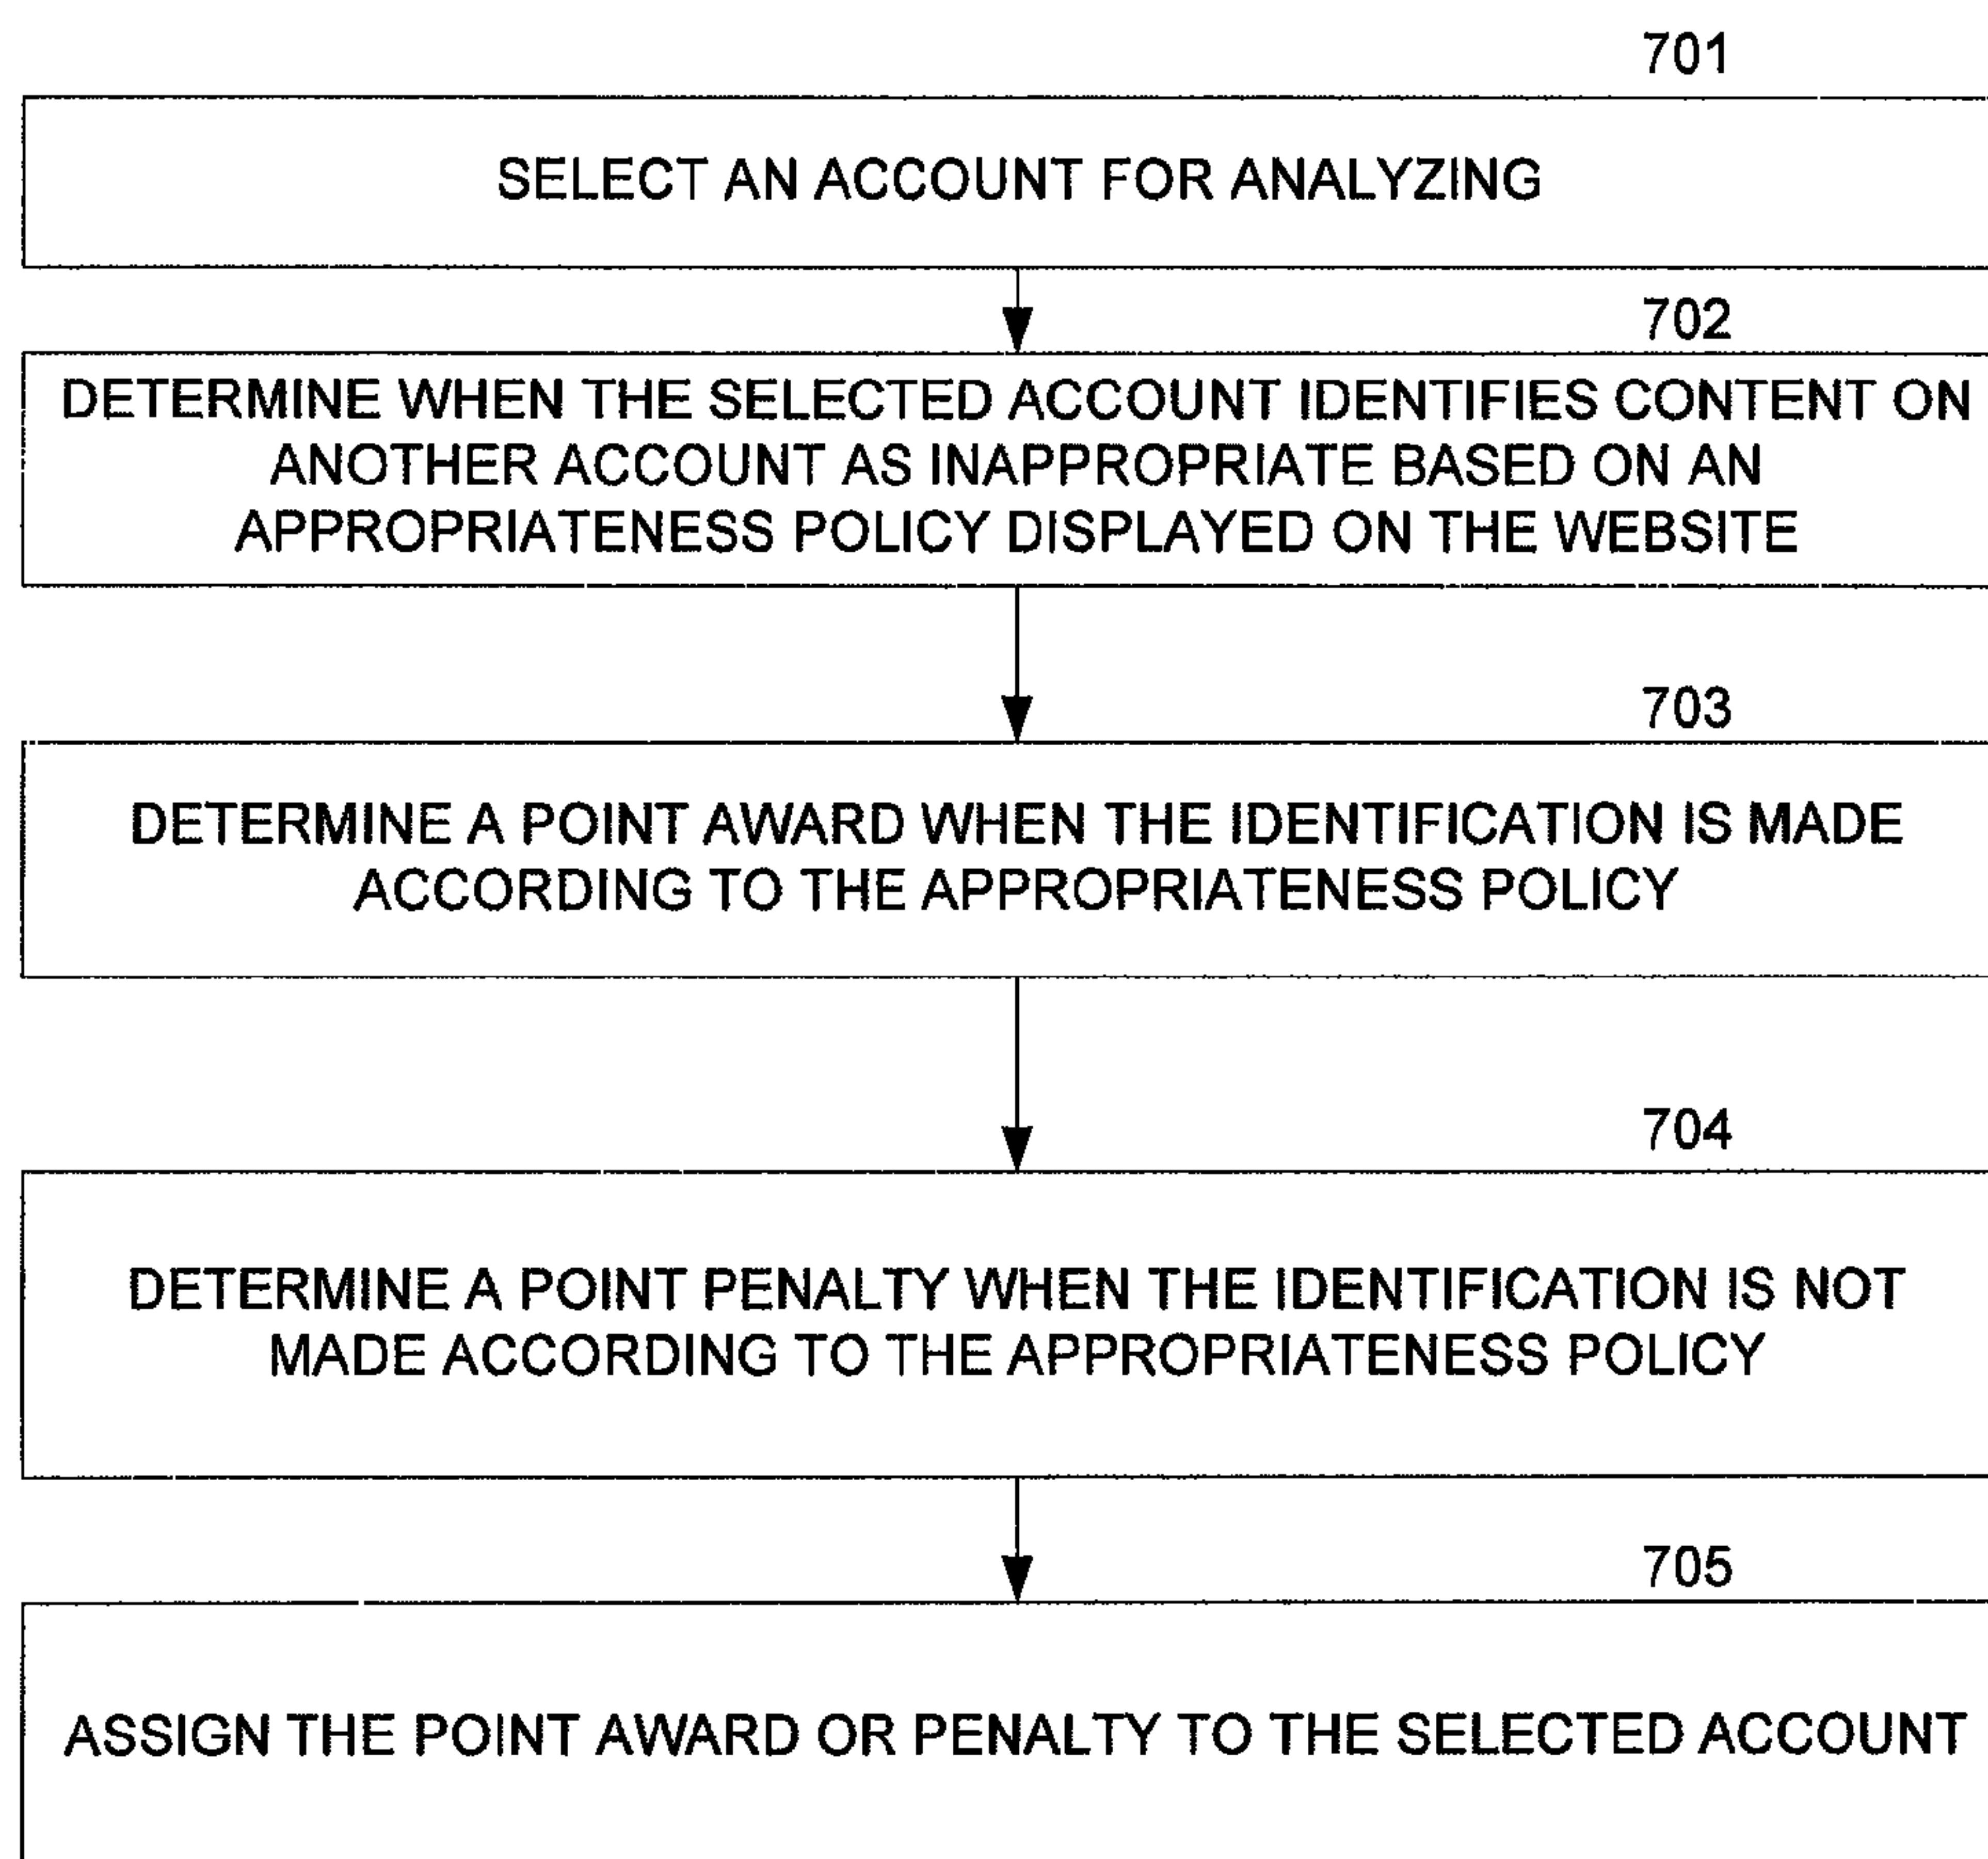 701
SELECT AN ACCOUNT FOR ANALYZING
702
DETERMINE WHEN THE SELECTED ACCOUNT IDENTIFIES CONTENT ON
ANOTHER ACCOUNT AS INAPPROPRIATE BASED ON AN
APPROPRIATENESS POLICY DISPLAYED ON THE WEBSITE
703
DETERMINE A POINT AWARD WHEN THE IDENTIFICATION IS MADE
ACCORDING TO THE APPROPRIATENESS POLICY
704
DETERMINE A POINT PENALTY WHEN THE IDENTIFICATION IS NOT
MADE ACCORDING TO THE APPROPRIATENESS POLICY
705
ASSIGN THE POINT AWARD OR PENALTY TO THE SELECTED ACCOUNT